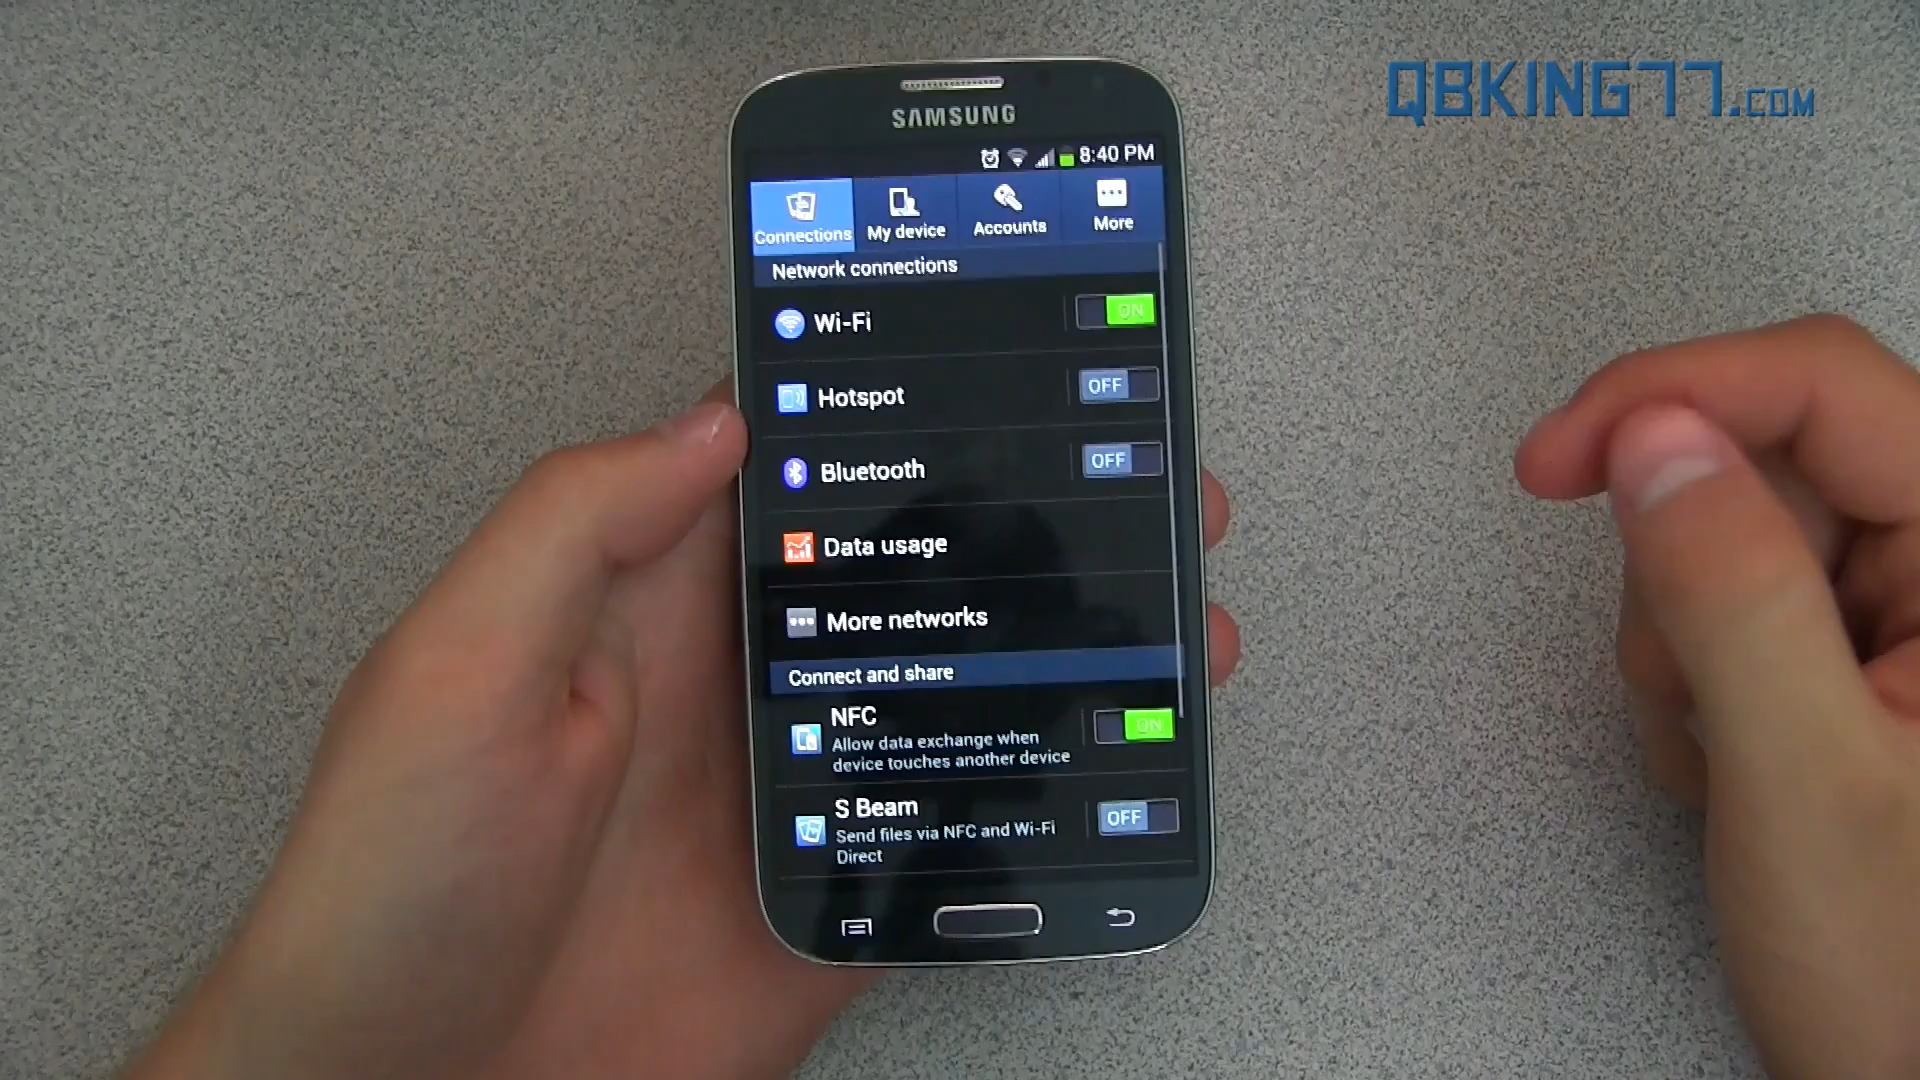 QBKING77.COM
SAMSUNG
8:40 PM
Connections
My device
Accounts
More
Network connections
Wi-Fi
ON
Hotspot
OFF
Bluetooth
OFF
Data usage
More networks
Connect and share
NFC
Allow data exchange when
device touches another device
ON
S Beam
Send files via NFC and Wi-Fi
Direct
OFF